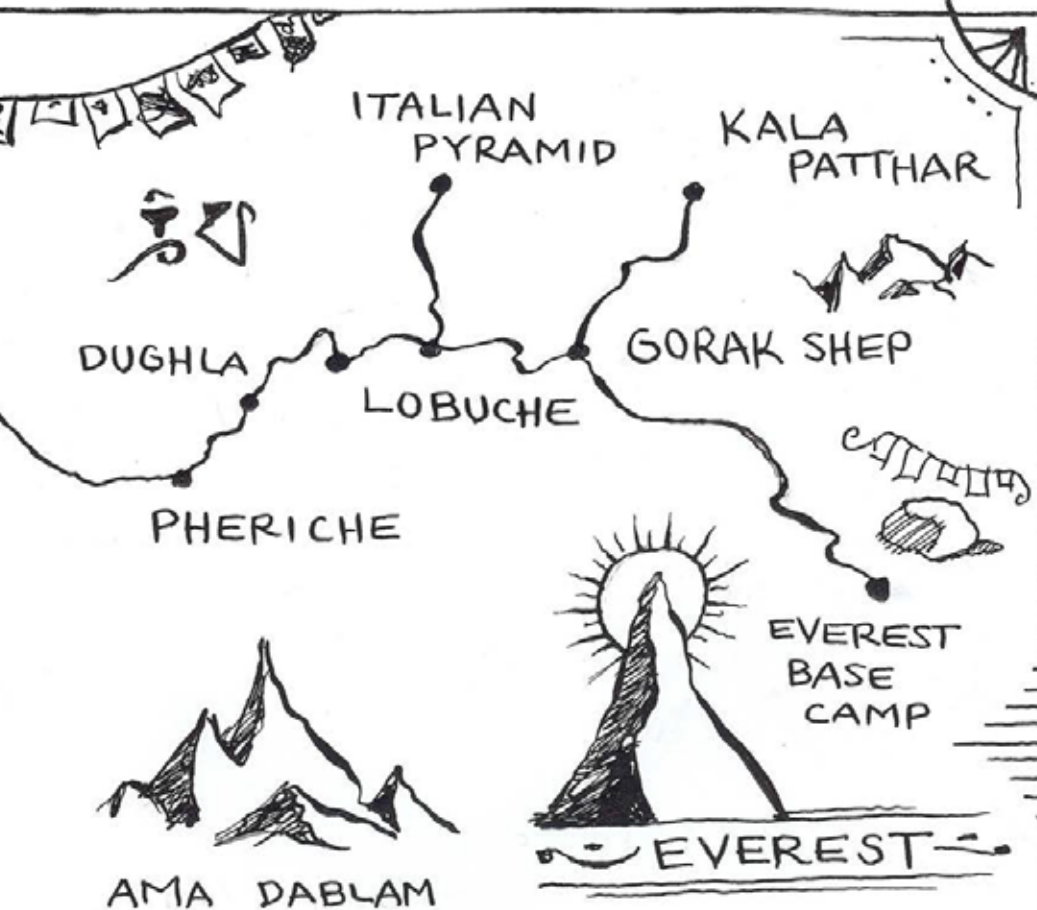 ITALIAN
PYRAMID
KALA
PATTHAR
DUGHLA
GORAK SHEP
LOBUCHE
PHERICHE
EVEREST
BASE
CAMP
EVEREST
AMA DABLAM